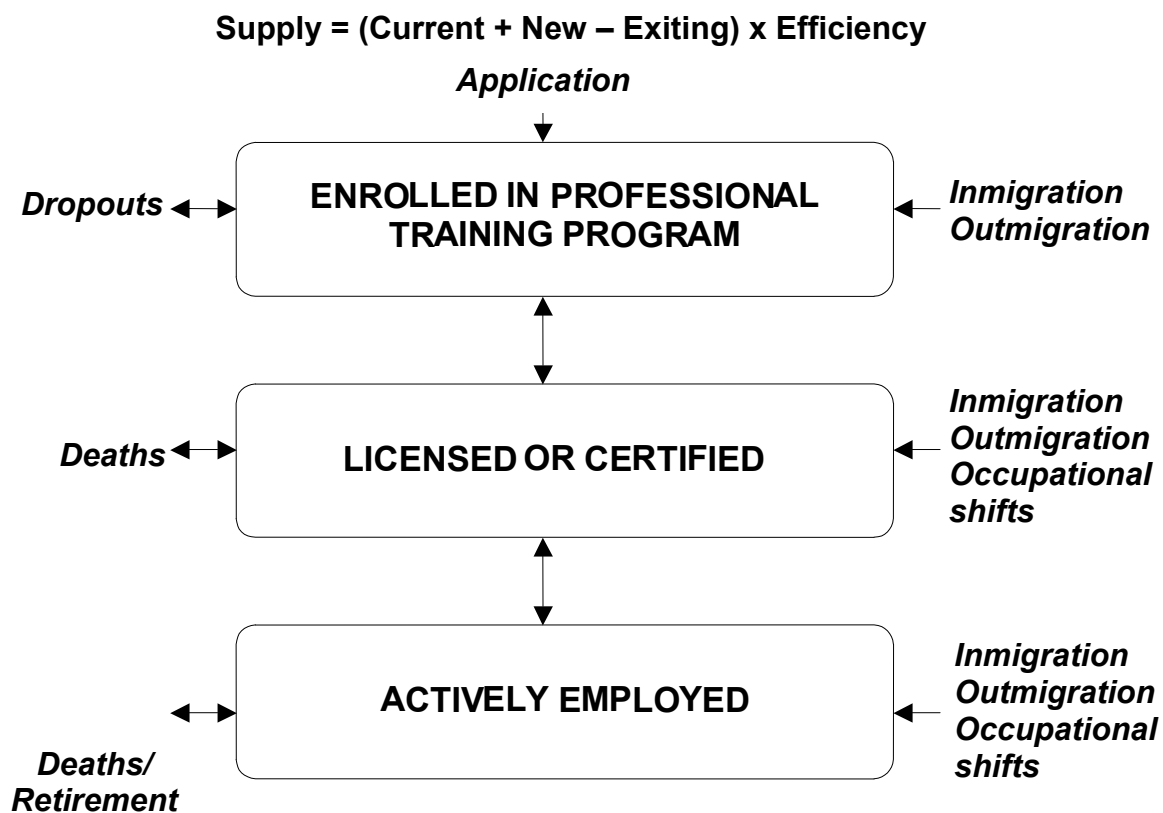 Supply = (Current + New – Exiting) x Efficiency
Application
Dropouts
ENROLLED IN PROFESSIONAL
TRAINING PROGRAM
Inmigration
Outmigration
Deaths
LICENSED OR CERTIFIED
Inmigration
Outmigration
Occupational
shifts
Deaths/
Retirement
ACTIVELY EMPLOYED
Inmigration
Outmigration
Occupational
shifts